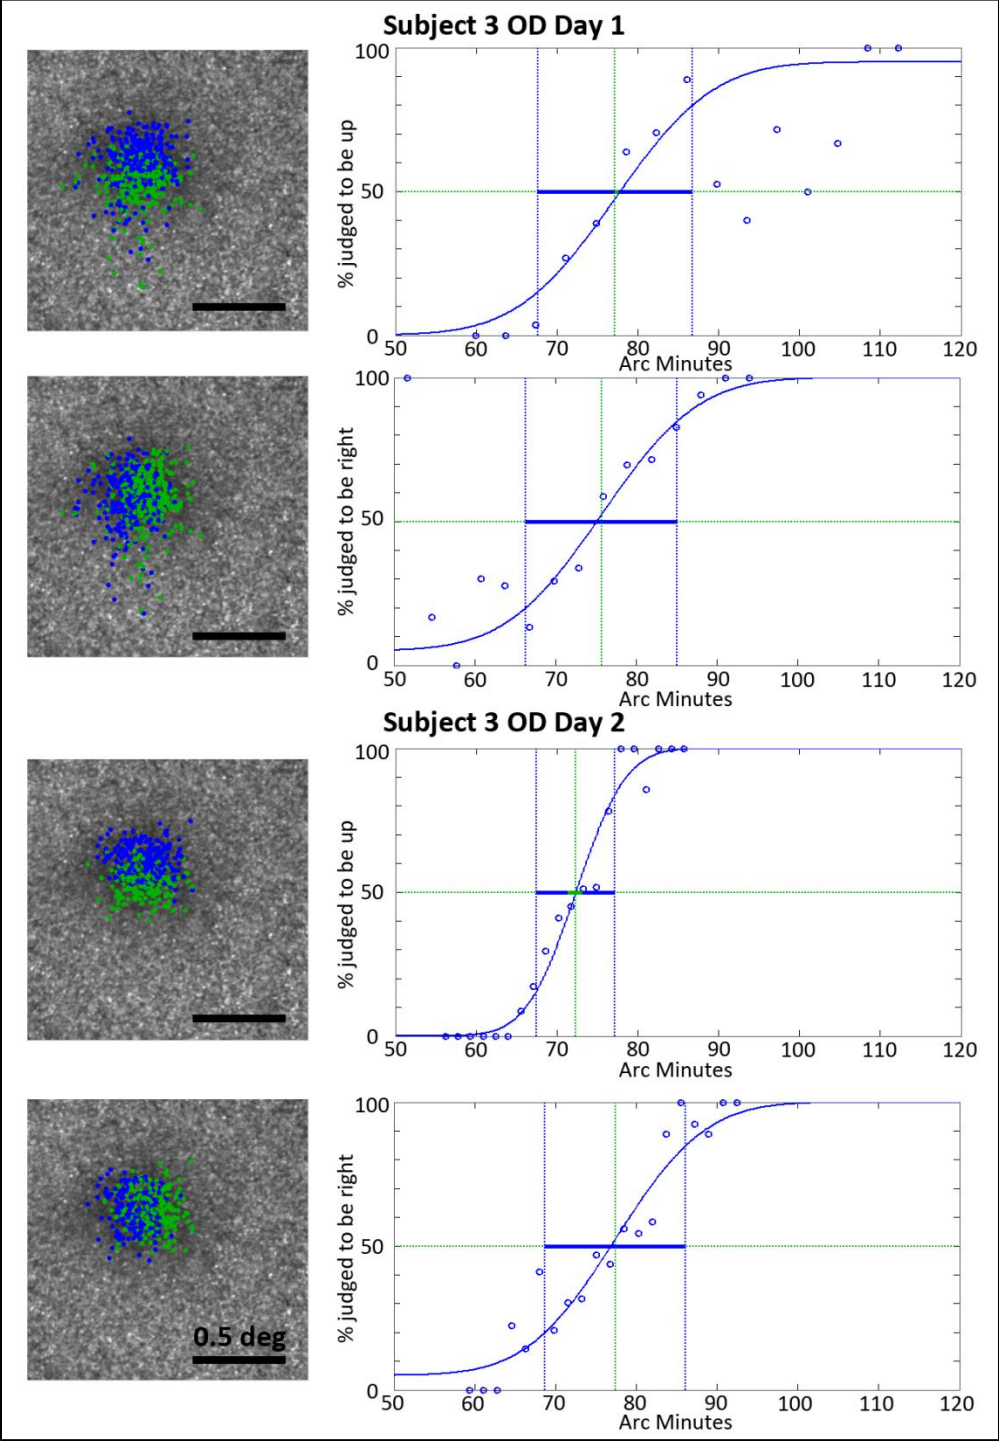 Subject 3 OD Day 1
% judged to be up
100
50
0
50 60 70 80 90 100 110 120
Arc Minutes
% judged to be right
100
50
0
50 60 70 80 90 100 110 120
Arc Minutes
Subject 3 OD Day 2
% judged to be up
100
50
0
50 60 70 80 90 100 110 120
Arc Minutes
0.5 deg
% judged to be right
100
50
0
50 60 70 80 90 100 110 120
Arc Minutes